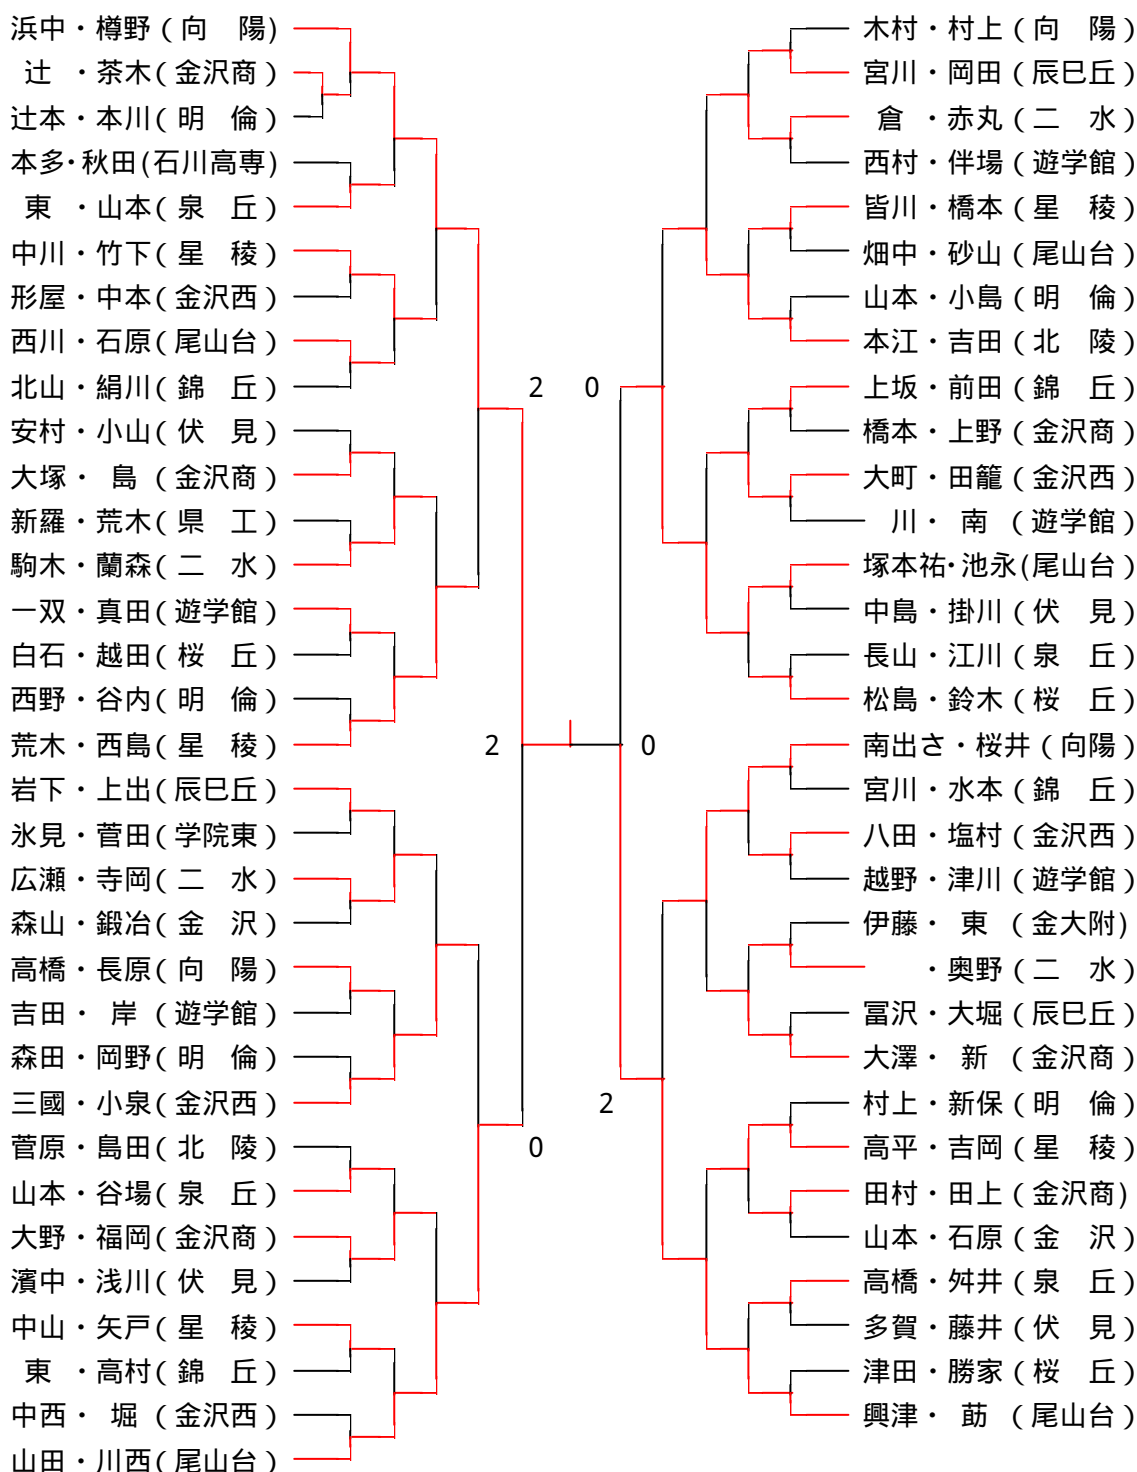 浜中・樽野(向　陽)
辻　・茶木(金沢商)
辻本・本川(明　倫)
本多・秋田(石川高専)
東　・山本(泉　丘)
中川・竹下(星　稜)
形屋・中本(金沢西)
西川・石原(尾山台)
北山・絹川(錦　丘)
安村・小山(伏　見)
大塚・　島　(金沢商)
新羅・荒木(県　工)
駒木・蘭森(二　水)
一双・真田(遊学館)
白石・越田(桜　丘)
西野・谷内(明　倫)
荒木・西島(星　稜)
岩下・上出(辰巳丘)
氷見・菅田(学院東)
広瀬・寺岡(二　水)
森山・鍛冶(金　沢)
高橋・長原(向　陽)
吉田・　岸　(遊学館)
森田・岡野(明　倫)
三國・小泉(金沢西)
菅原・島田(北　陵)
山本・谷場(泉　丘)
大野・福岡(金沢商)
濱中・浅川(伏　見)
中山・矢戸(星　稜)
東　・高村(錦　丘)
中西・　堀　(金沢西)
山田・川西(尾山台)
2　0
2　0
2
0
木村・村上(向　陽)
宮川・岡田(辰巳丘)
倉　・赤丸(二　水)
西村・伴場(遊学館)
皆川・橋本(星　稜)
畑中・砂山(尾山台)
山本・小島(明　倫)
本江・吉田(北　陵)
上坂・前田(錦　丘)
橋本・上野(金沢商)
大町・田籠(金沢西)
川・　南　(遊学館)
塚本祐・池永(尾山台)
中島・掛川(伏　見)
長山・江川(泉　丘)
松島・鈴木(桜　丘)
南出さ・桜井(向陽)
宮川・水本(錦　丘)
八田・塩村(金沢西)
越野・津川(遊学館)
伊藤・　東　(金大附)
・奥野(二　水)
冨沢・大堀(辰巳丘)
大澤・　新　(金沢商)
村上・新保(明　倫)
高平・吉岡(星　稜)
田村・田上(金沢商)
山本・石原(金　沢)
高橋・舛井(泉　丘)
多賀・藤井(伏　見)
津田・勝家(桜　丘)
興津・　莇　(尾山台)